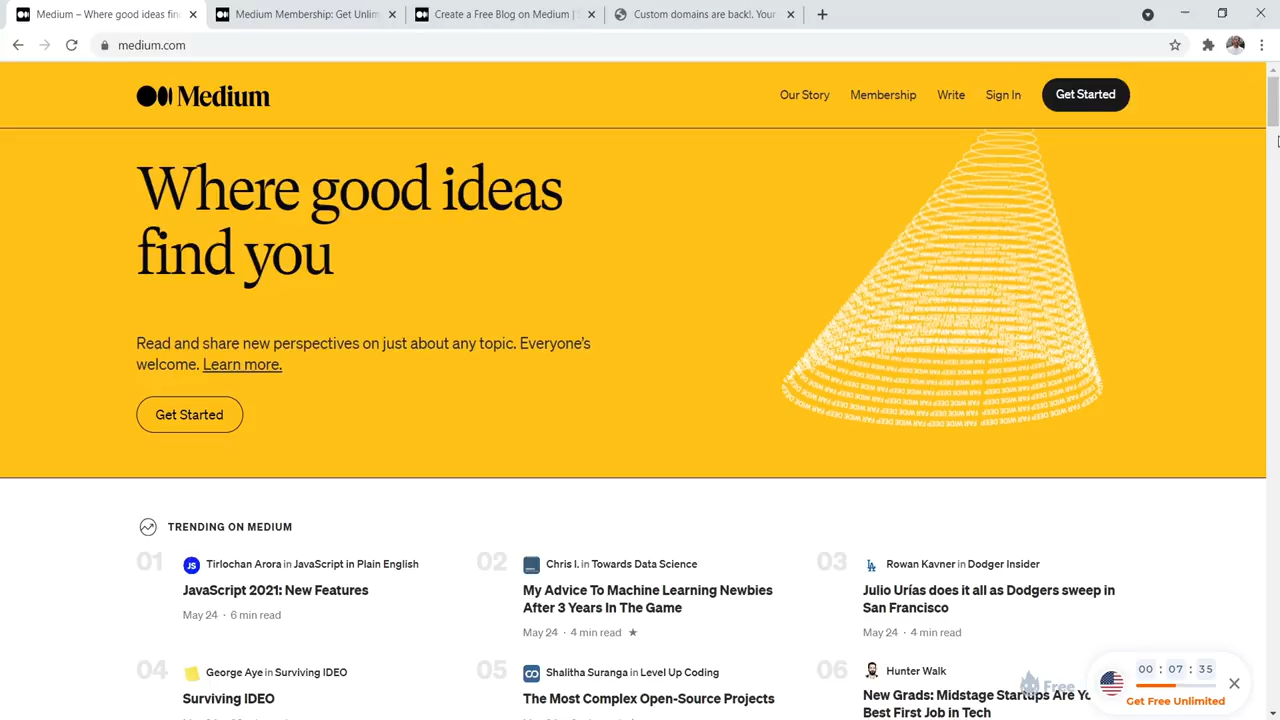 Medium – Where good ideas fin
Medium Membership: Get Unlim
Create a Free Blog on Medium |
Custom domains are back!. Your
medium.com
Medium
Our Story
Membership
Write
Sign In
Get Started
Where good ideas
find you
Read and share new perspectives on just about any topic. Everyone’s
welcome. Learn more.
Get Started
TRENDING ON MEDIUM
01
JS
Tirlochan Arora in JavaScript in Plain English
JavaScript 2021: New Features
May 24 · 6 min read
02
Chris I. in Towards Data Science
My Advice To Machine Learning Newbies
After 3 Years In The Game
May 24 · 4 min read ★
03
LA
Rowan Kavner in Dodger Insider
Julio Urías does it all as Dodgers sweep in
San Francisco
May 24 · 4 min read
04
George Aye in Surviving IDEO
Surviving IDEO
05
Shalitha Suranga in Level Up Coding
The Most Complex Open-Source Projects
06
Hunter Walk
New Grads: Midstage Startups Are Yo
Best First Job in Tech
Free
00 : 07 : 35
Get Free Unlimited